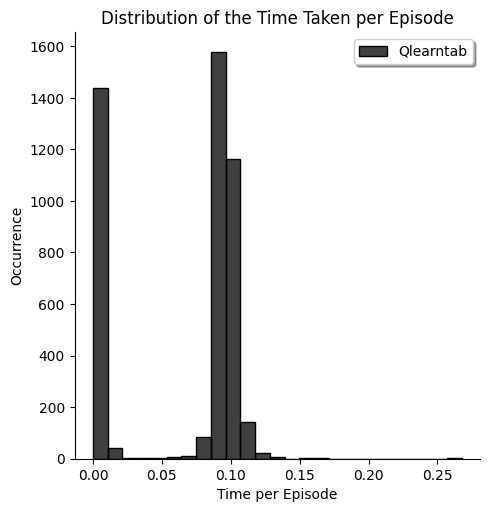 Distribution of the Time Taken per Episode
Qlearntab
1600
1400
1200
1000
800
600
400
200
0
Occurrence
0.00 0.05 0.10 0.15 0.20 0.25
Time per Episode